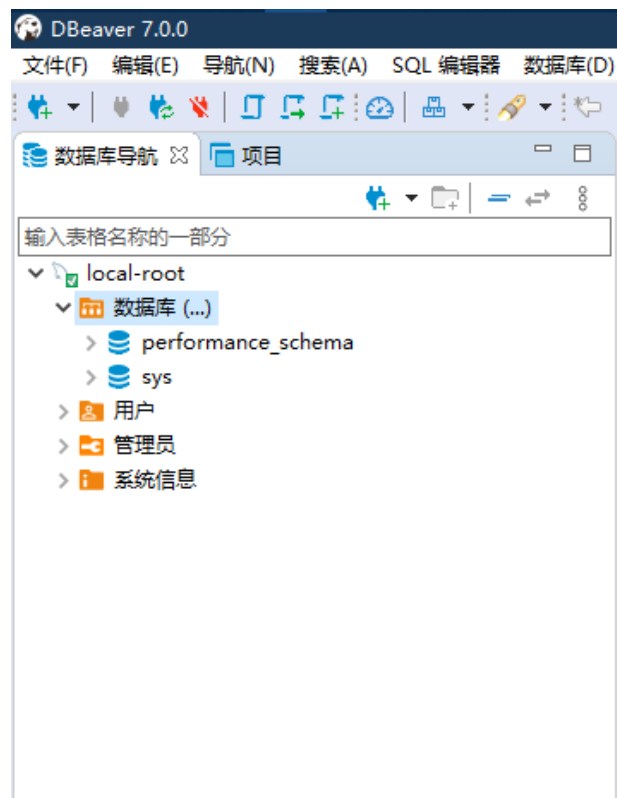 DBeaver 7.0.0
文件(F) 编辑(E) 导航(N) 搜索(A) SQL 编辑器 数据库(D)
数据库导航 项目
输入表格名称的一部分
local-root
数据库 (...)
performance_schema
sys
用户
管理员
系统信息